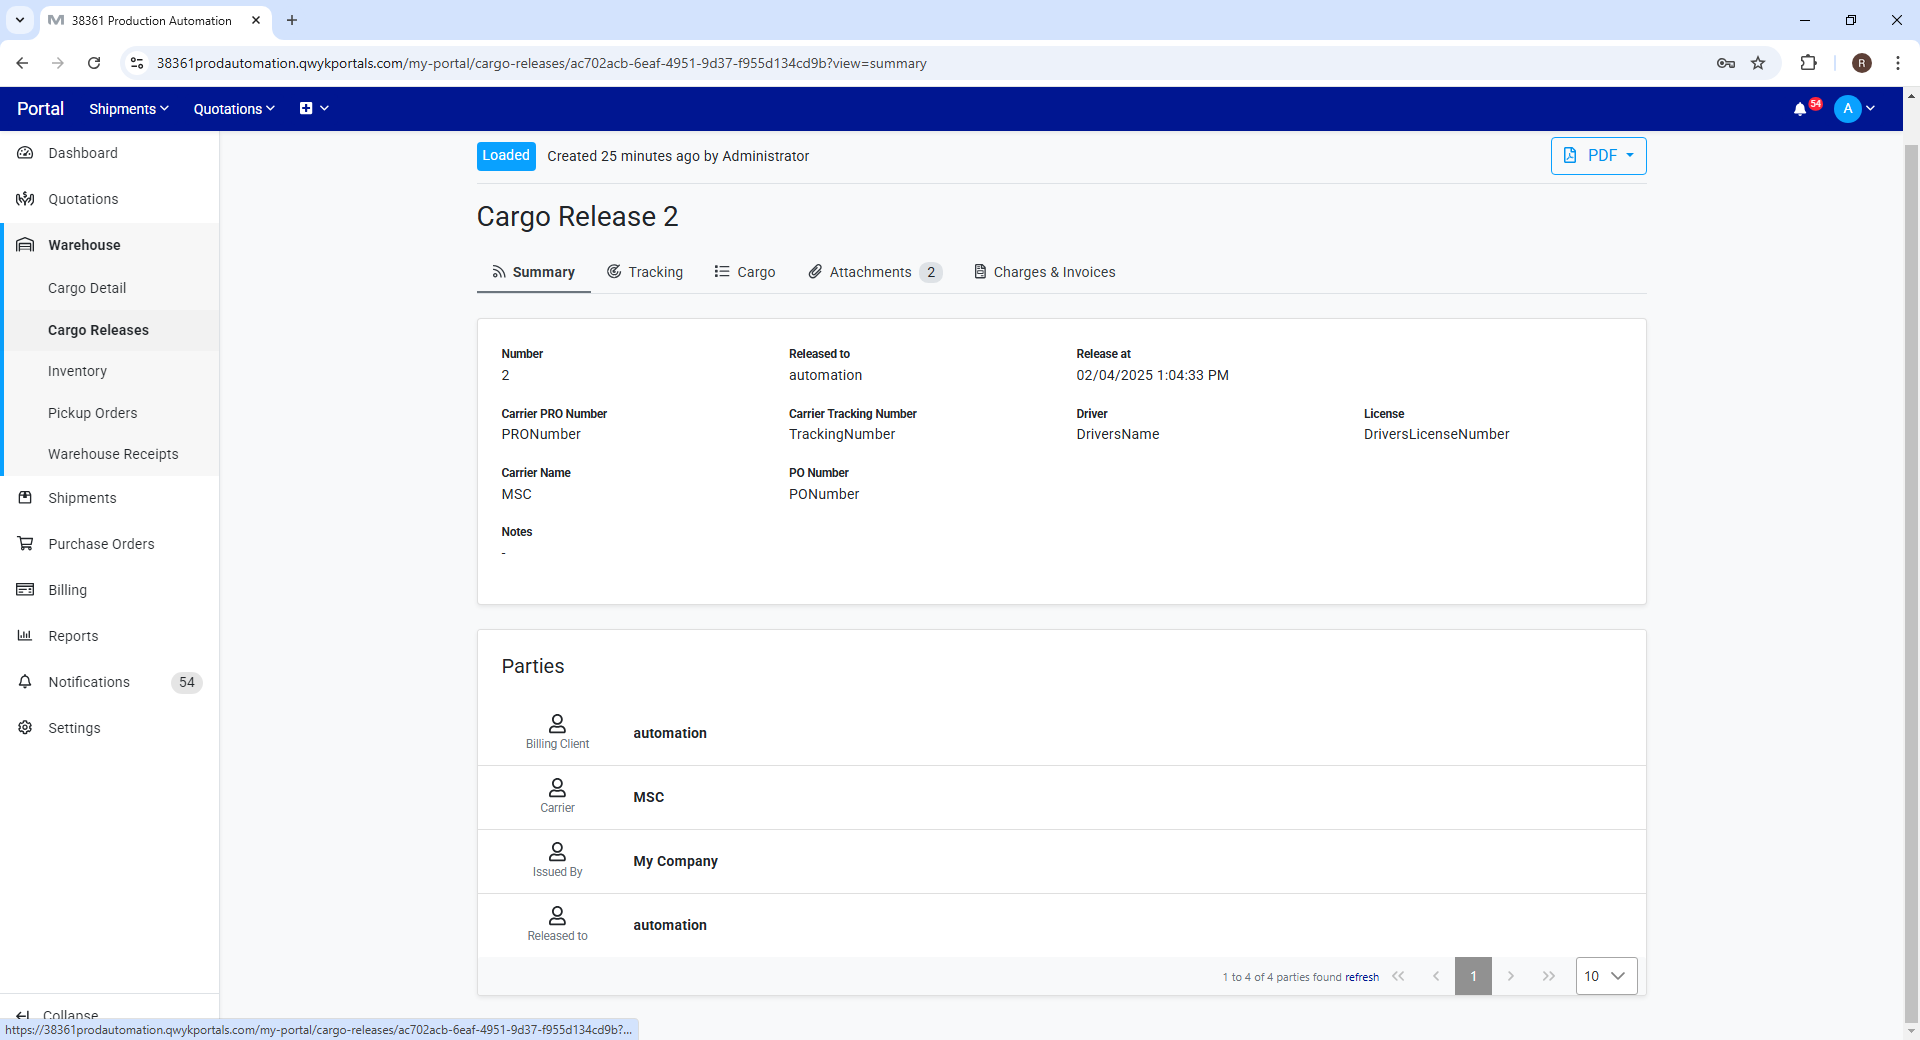 38361 Production Automation
38361prodautomation.qwykportals.com/my-portal/cargo-releases/ac702acb-6eaf-4951-9d37-f955d134cd9b?view=summary
R
Portal
Shipments
Quotations
54
A
Dashboard
Quotations
Warehouse
Cargo Detail
Cargo Releases
Inventory
Pickup Orders
Warehouse Receipts
Shipments
Purchase Orders
Billing
Reports
Notifications 54
Settings
Collapse
Loaded Created 25 minutes ago by Administrator
PDF
Cargo Release 2
Summary Tracking Cargo Attachments 2 Charges & Invoices
Number Released to Release at
2 automation 02/04/2025 1:04:33 PM
Carrier PRO Number Carrier Tracking Number Driver License
PRONumber TrackingNumber DriversName DriversLicenseNumber
Carrier Name PO Number
MSC PONumber
Notes
-
Parties
Billing Client automation
Carrier MSC
Issued By My Company
Released to automation
1 to 4 of 4 parties found refresh 1 10
https://38361prodautomation.qwykportals.com/my-portal/cargo-releases/ac702acb-6eaf-4951-9d37-f955d134cd9b?...